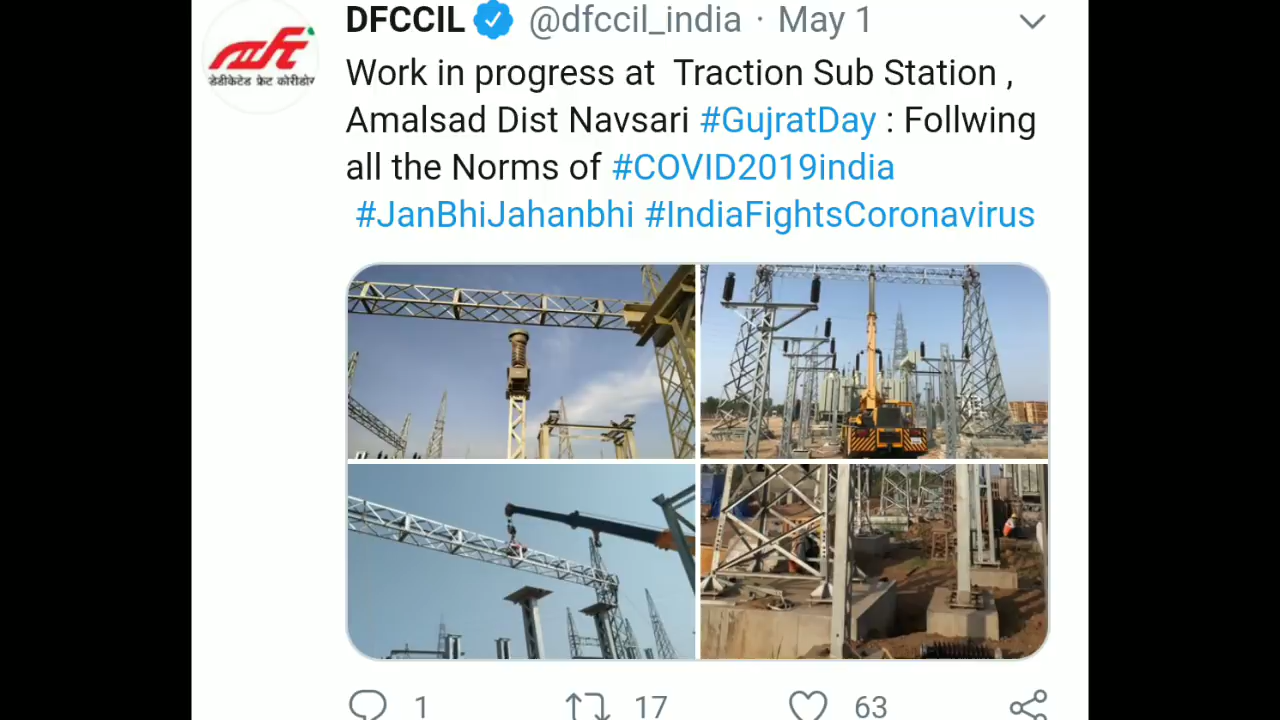 DFCCIL @dfccil_india · May 1
डेडीकेटेड फ्रेट कोरीडोर
Work in progress at Traction Sub Station ,
Amalsad Dist Navsari #GujratDay : Follwing
all the Norms of #COVID2019india
#JanBhiJahanbhi #IndiaFightsCoronavirus
1 17 63